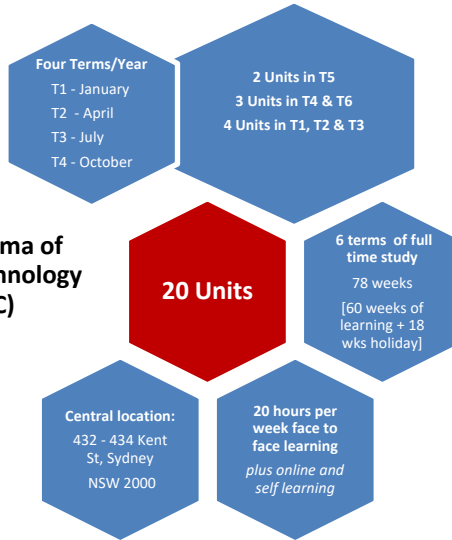 Four Terms/Year
T1 - January
T2 - April
T3 - July
T4 - October
2 Units in T5
3 Units in T4 & T6
4 Units in T1, T2 & T3
of
20 Units
6 terms of full
time study
78 weeks
[60 weeks of
learning + 18
wks holiday]
Central location:
432 - 434 Kent
St, Sydney
NSW 2000
20 hours per
week face to
face learning
plus online and
self learning